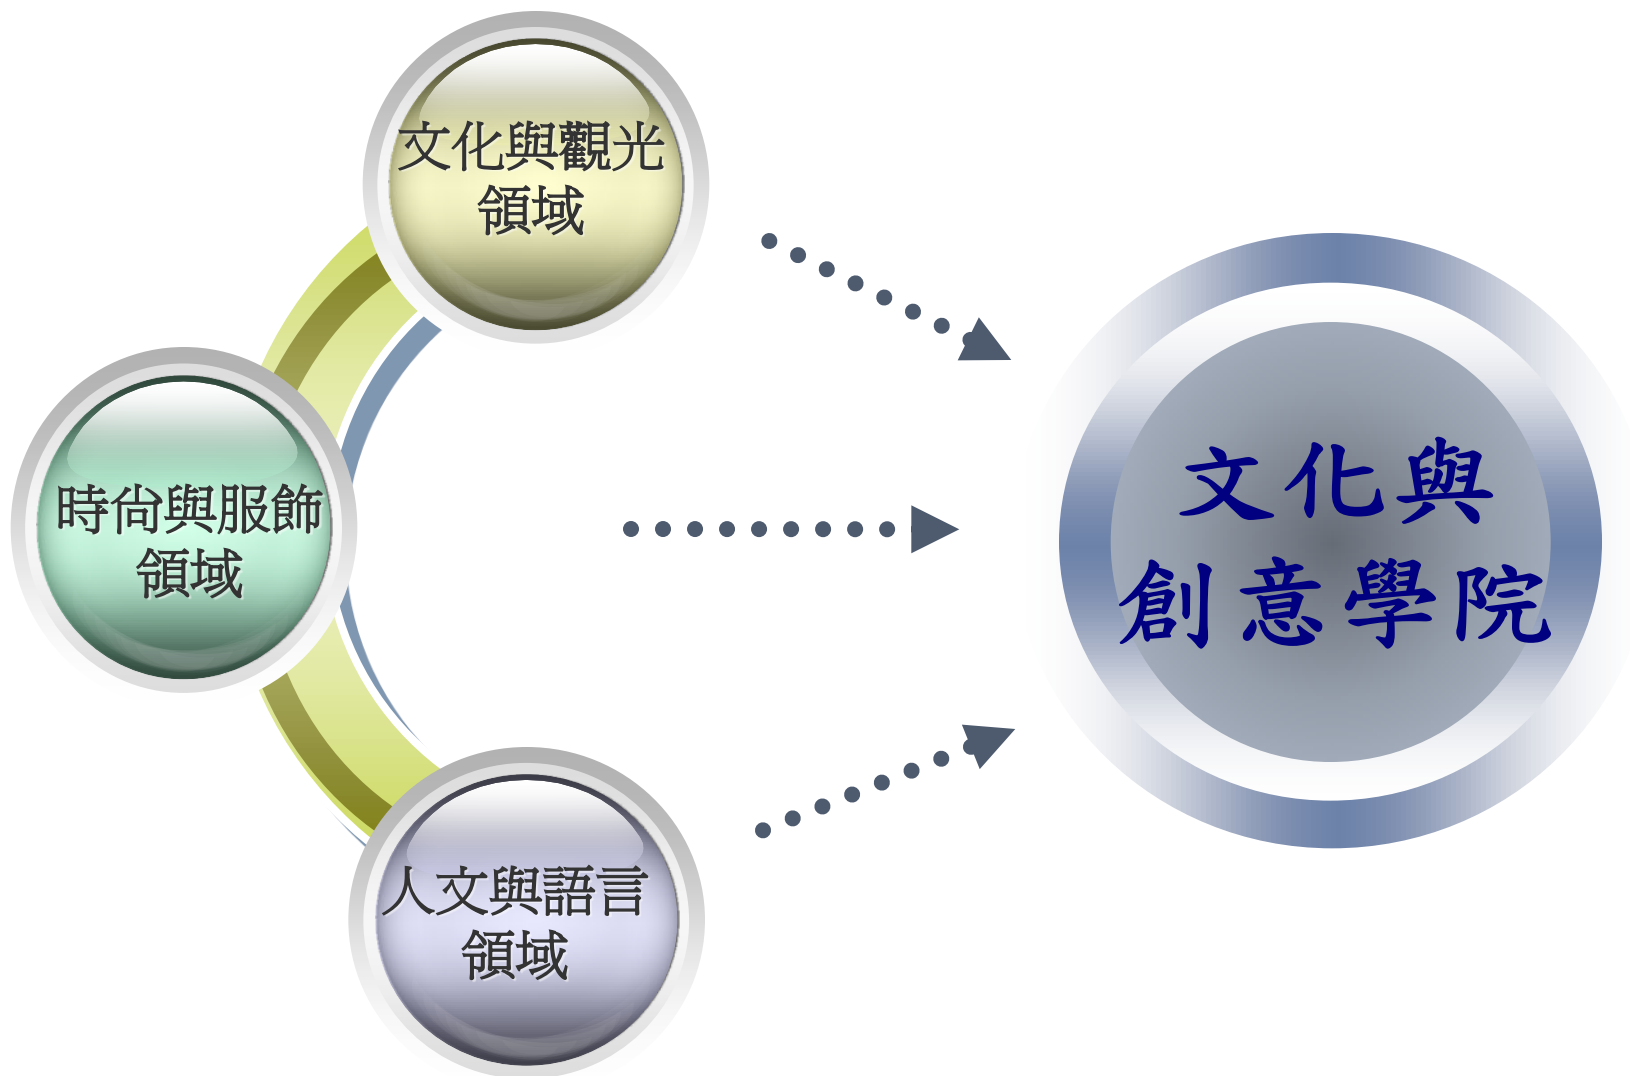 文化與觀光
領域
時尚與服飾
領域
人文與語言
領域
文化與
創意學院